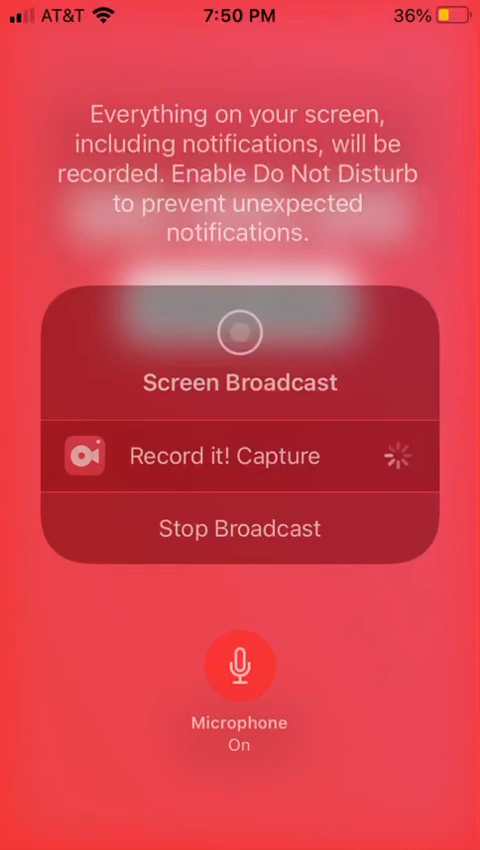 AT&T 7:50 PM 36%
Everything on your screen,
including notifications, will be
recorded. Enable Do Not Disturb
to prevent unexpected
notifications.
Screen Broadcast
Record it! Capture
Stop Broadcast
Microphone
On